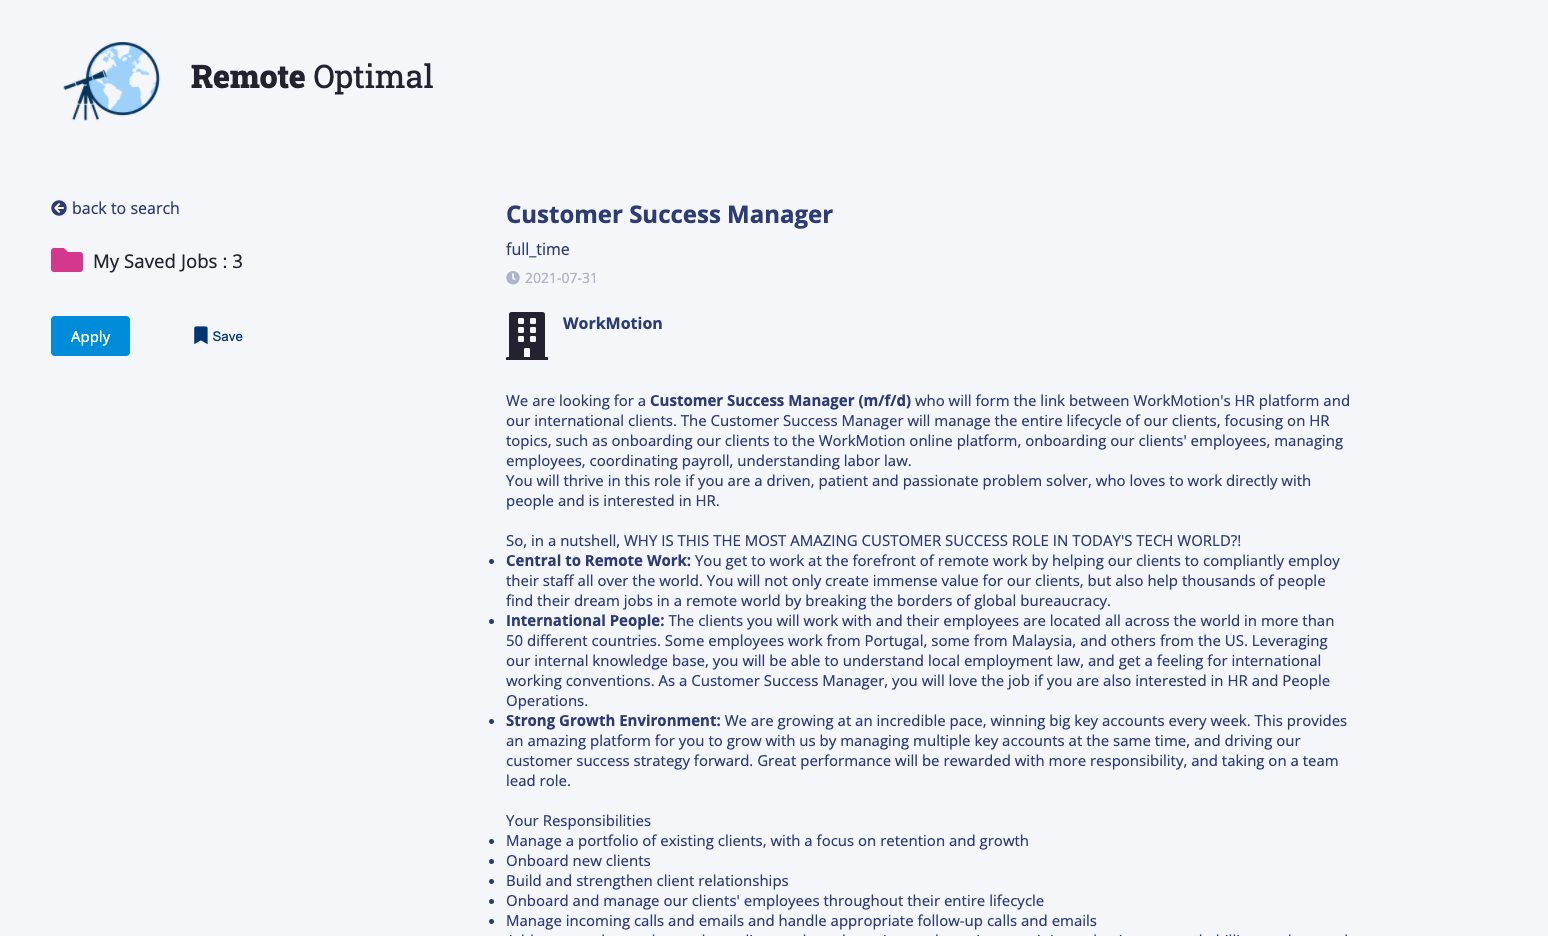 Remote Optimal
back to search
My Saved Jobs : 3
Apply
Save
Customer Success Manager
full_time
2021-07-31
WorkMotion
We are looking for a Customer Success Manager (m/f/d) who will form the link between WorkMotion's HR platform and
our international clients. The Customer Success Manager will manage the entire lifecycle of our clients, focusing on HR
topics, such as onboarding our clients to the WorkMotion online platform, onboarding our clients' employees, managing
employees, coordinating payroll, understanding labor law.
You will thrive in this role if you are a driven, patient and passionate problem solver, who loves to work directly with
people and is interested in HR.
So, in a nutshell, WHY IS THIS THE MOST AMAZING CUSTOMER SUCCESS ROLE IN TODAY'S TECH WORLD?!
• Central to Remote Work: You get to work at the forefront of remote work by helping our clients to compliantly employ
their staff all over the world. You will not only create immense value for our clients, but also help thousands of people
find their dream jobs in a remote world by breaking the borders of global bureaucracy.
• International People: The clients you will work with and their employees are located all across the world in more than
50 different countries. Some employees work from Portugal, some from Malaysia, and others from the US. Leveraging
our internal knowledge base, you will be able to understand local employment law, and get a feeling for international
working conventions. As a Customer Success Manager, you will love the job if you are also interested in HR and People
Operations.
• Strong Growth Environment: We are growing at an incredible pace, winning big key accounts every week. This provides
an amazing platform for you to grow with us by managing multiple key accounts at the same time, and driving our
customer success strategy forward. Great performance will be rewarded with more responsibility, and taking on a team
lead role.
Your Responsibilities
• Manage a portfolio of existing clients, with a focus on retention and growth
• Onboard new clients
• Build and strengthen client relationships
• Onboard and manage our clients' employees throughout their entire lifecycle
• Manage incoming calls and emails and handle appropriate follow-up calls and emails